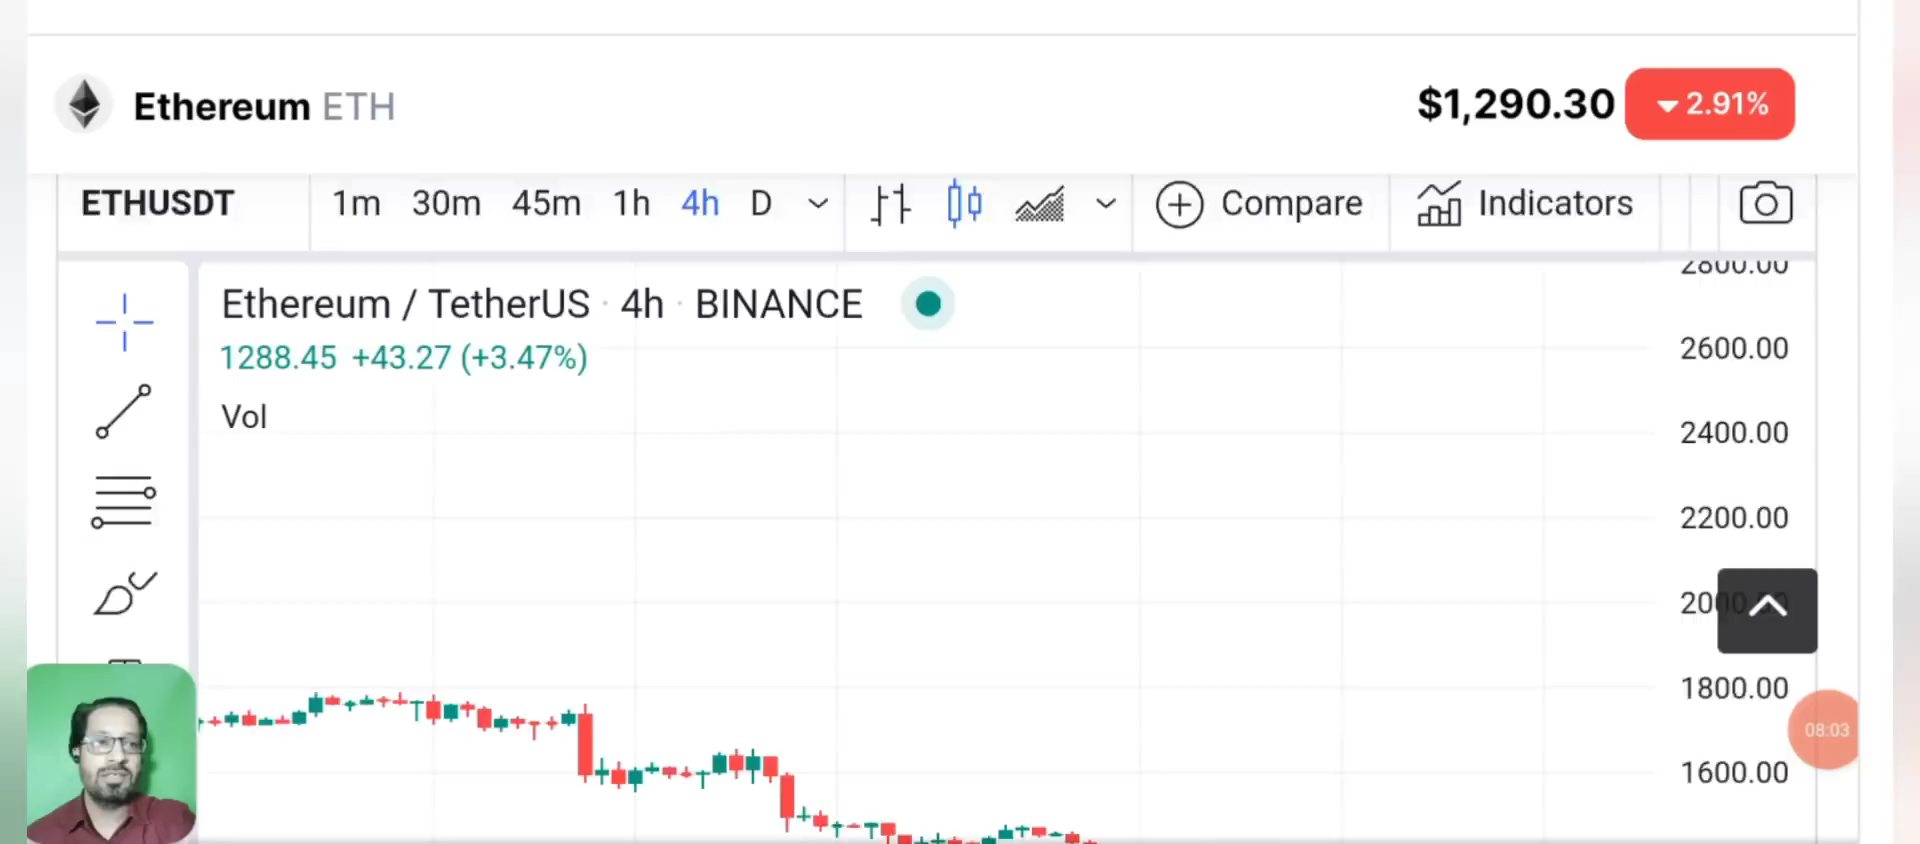 Ethereum ETH
$1,290.30
2.91%
ETHUSDT 1m 30m 45m 1h 4h D Compare Indicators
Ethereum / TetherUS · 4h · BINANCE
1288.45 +43.27 (+3.47%)
Vol
2800.00
2600.00
2400.00
2200.00
1800.00
1600.00
08:03